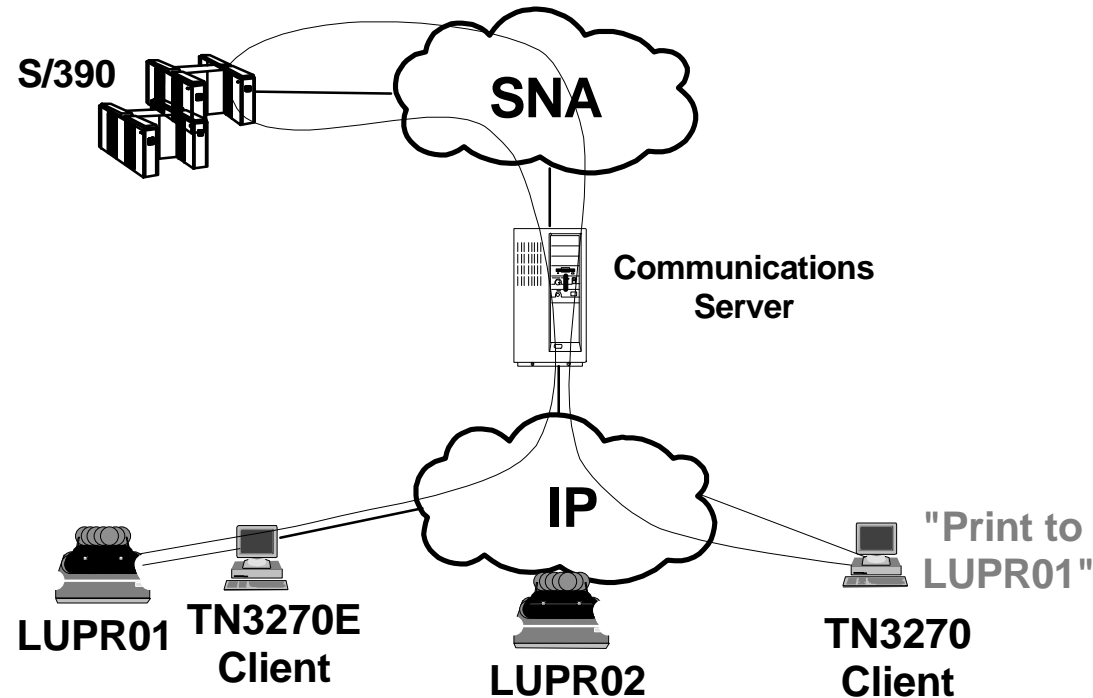 S/390
SNA
Communications
Server
IP
"Print to
LUPR01"
LUPR01
TN3270E
Client
LUPR02
TN3270
Client